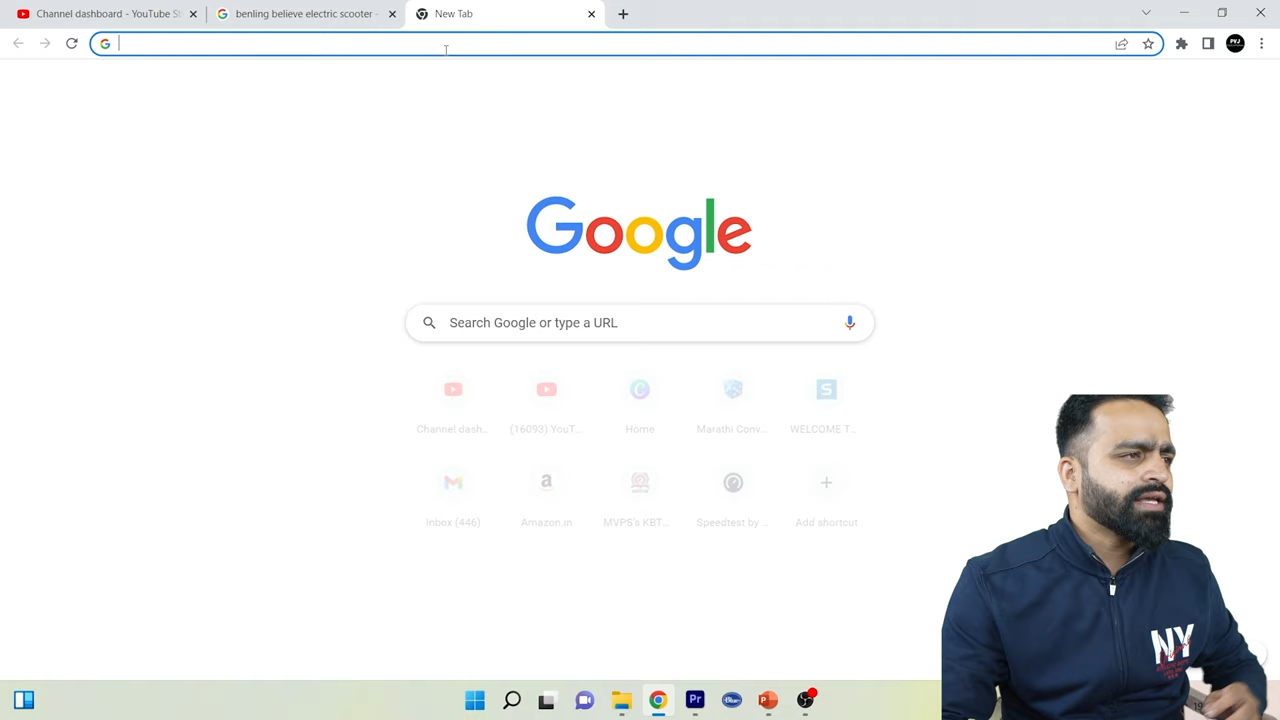 Channel dashboard - YouTube St
benling believe electric scooter -
New Tab
PVJ
Google
Search Google or type a URL
Channel dash...
(16093) YouT...
Home
Marathi Conv...
WELCOME T...
Inbox (446)
Amazon.in
MVPS's KBT...
Speedtest by ...
Add shortcut
NY